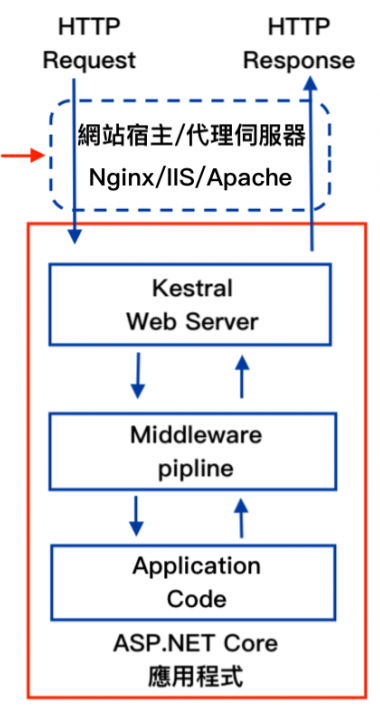 HTTP
Request
HTTP
Response
網站宿主/代理伺服器
Nginx/IIS/Apache
Kestral
Web Server
Middleware
pipline
Application
Code
ASP.NET Core
應用程式